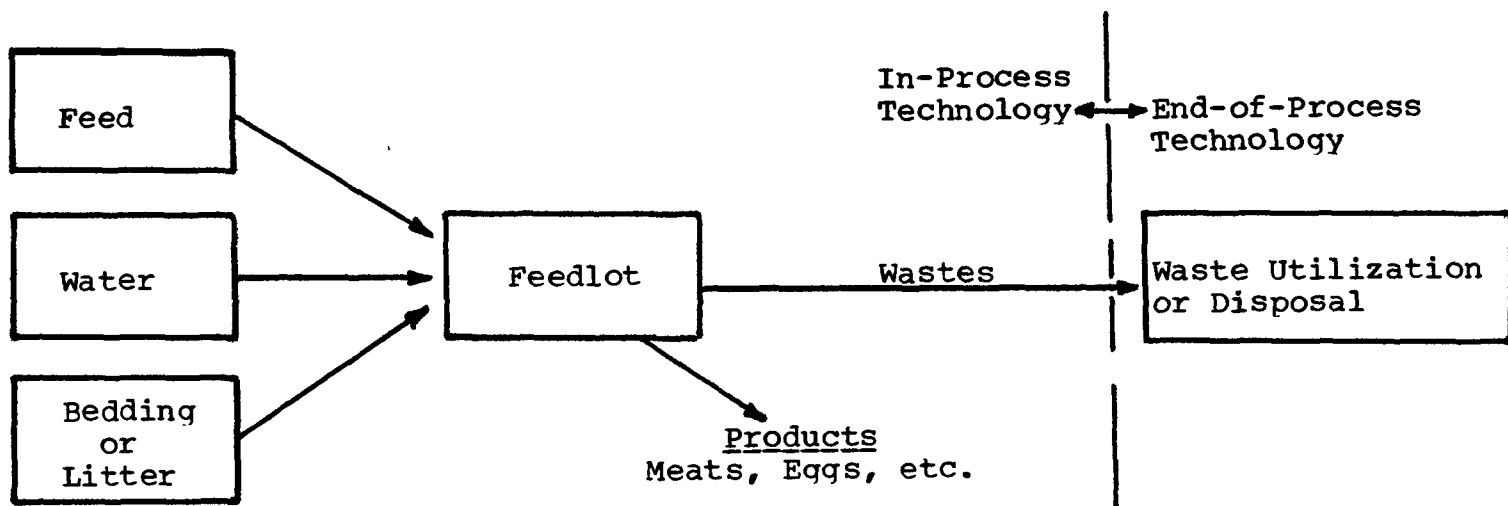 In-Process
Technology
End-of-Process
Technology
Feed
Water
Feedlot
Wastes
Waste Utilization
or Disposal
Bedding
or
Litter
Products
Meats, Eggs, etc.